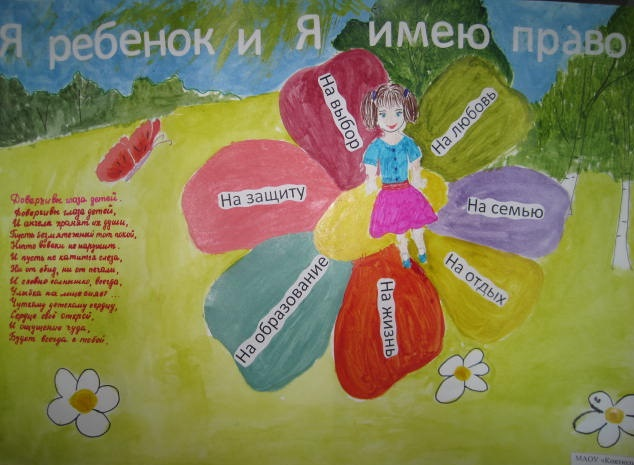 Я ребенок и Я имею право
На выбор
На любовь
На защиту
На семью
На образование
На жизнь
На отдых
Доверчивы глаза детей.
Доверчивы глаза детей,
И ангела хранят их души,
Пусть безмятежный тот покой,
Никто вовеки не нарушит.
И пусть не катится слеза,
Ни от обид, ни от печали,
И словно солнышко, всегда,
Улыбка на лице сияет...
Чуткому детскому сердцу,
Сердце своё открой,
И ощущение чуда,
Будет всегда с тобой.
МАОУ